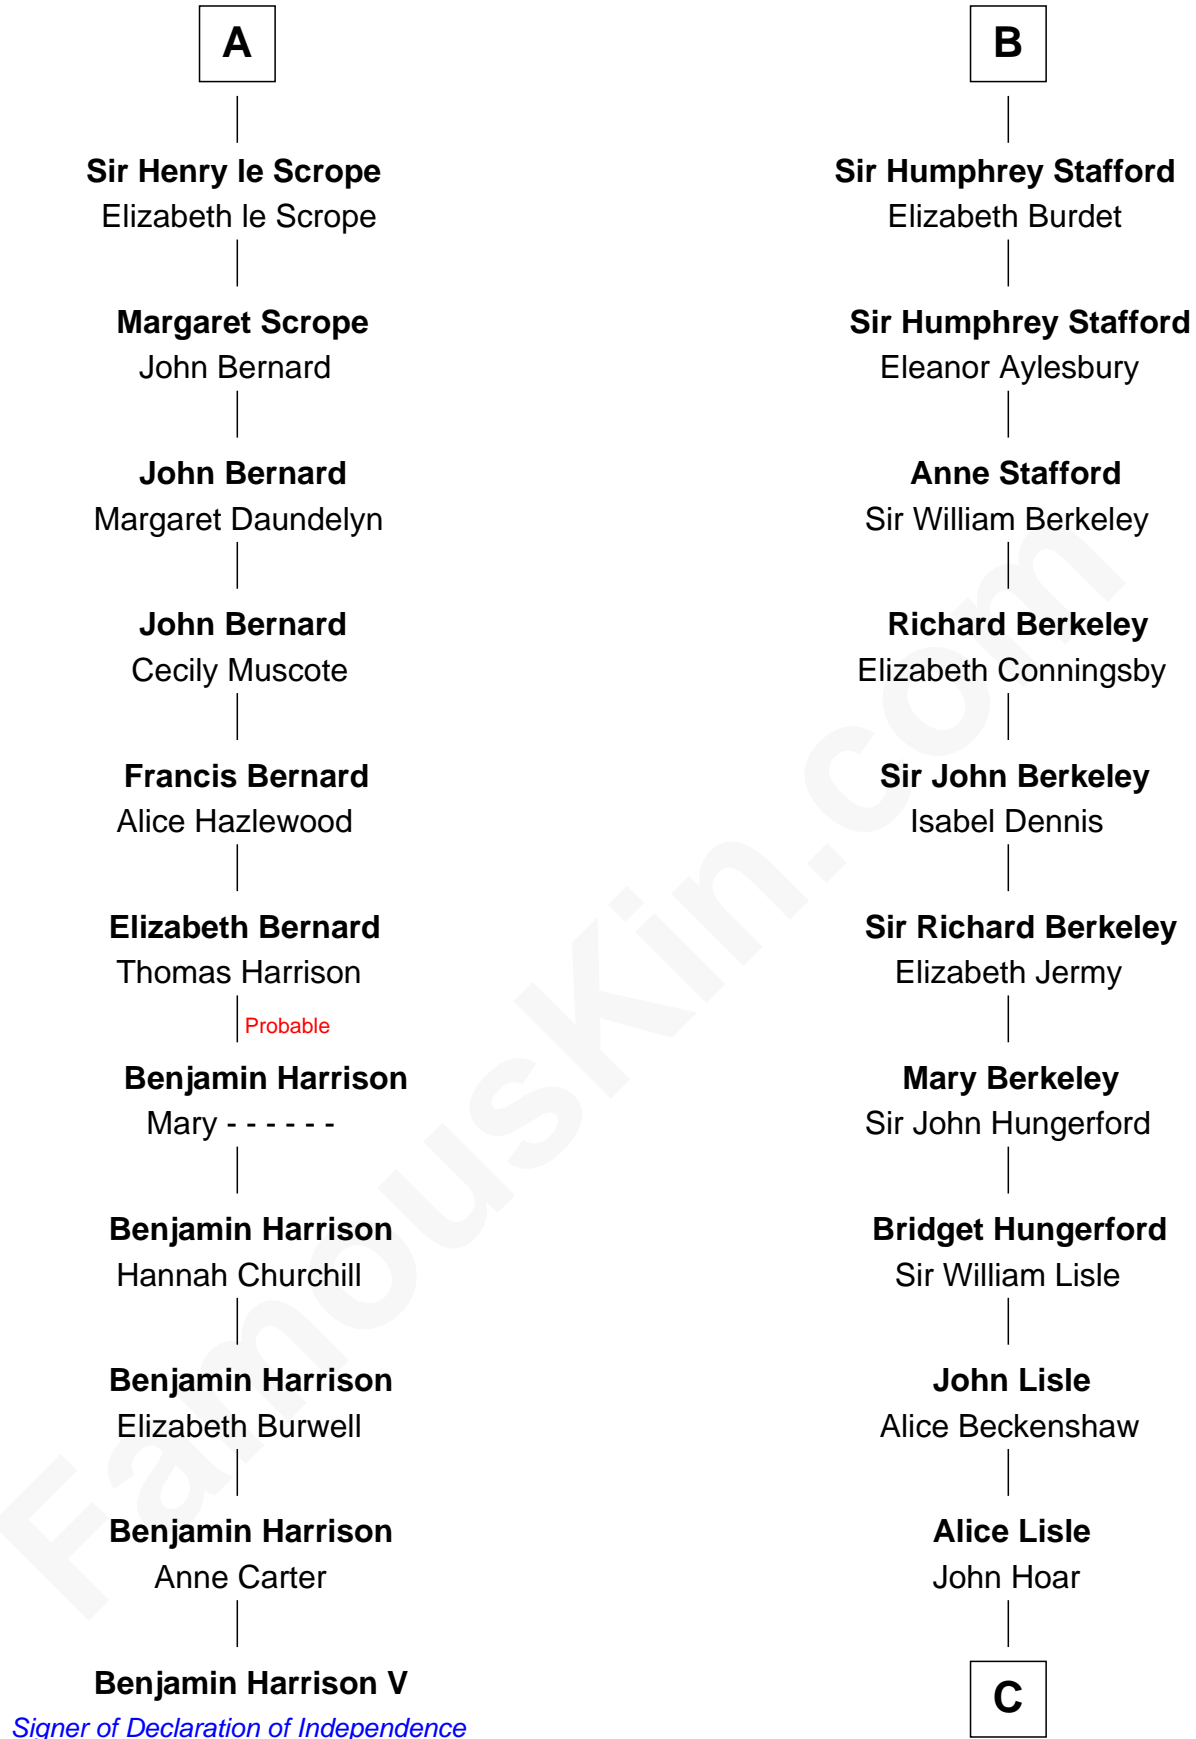 A
Sir Henry le Scrope
Elizabeth le Scrope
Margaret Scrope
John Bernard
John Bernard
Margaret Daundelyn
John Bernard
Cecily Muscote
Francis Bernard
Alice Hazlewood
Elizabeth Bernard
Thomas Harrison
Probable
Benjamin Harrison
Mary - - - - - -
Benjamin Harrison
Hannah Churchill
Benjamin Harrison
Elizabeth Burwell
Benjamin Harrison
Anne Carter
Benjamin Harrison V
Signer of Declaration of Independence
B
Sir Humphrey Stafford
Elizabeth Burdet
Sir Humphrey Stafford
Eleanor Aylesbury
Anne Stafford
Sir William Berkeley
Richard Berkeley
Elizabeth Conningsby
Sir John Berkeley
Isabel Dennis
Sir Richard Berkeley
Elizabeth Jermy
Mary Berkeley
Sir John Hungerford
Bridget Hungerford
Sir William Lisle
John Lisle
Alice Beckenshaw
Alice Lisle
John Hoar
C
FamousKin.com